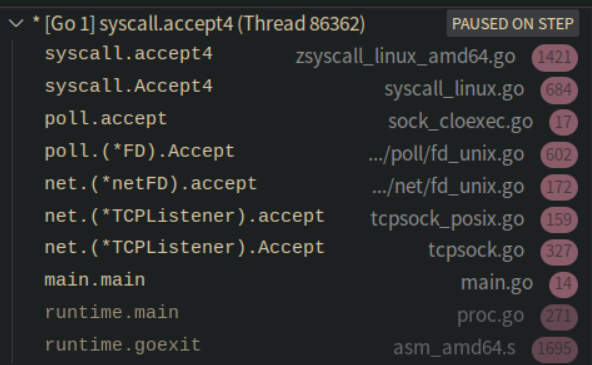 * [Go 1] syscall.accept4 (Thread 86362) PAUSED ON STEP
syscall.accept4 zsyscall_linux_amd64.go 1421
syscall.Accept4 syscall_linux.go 684
poll.accept sock_cloexec.go 17
poll.(*FD).Accept .../poll/fd_unix.go 602
net.(*netFD).accept .../net/fd_unix.go 172
net.(*TCPListener).accept tcpsock_posix.go 159
net.(*TCPListener).Accept tcpsock.go 327
main.main main.go 14
runtime.main proc.go 271
runtime.goexit asm_amd64.s 1695